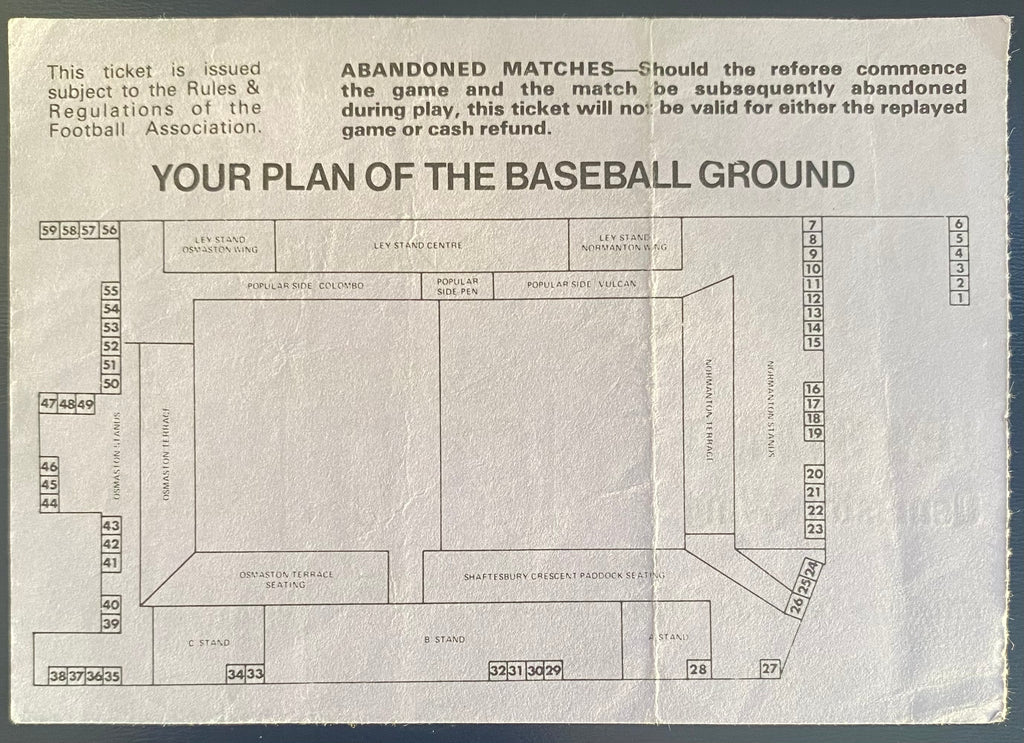 This ticket is issued
subject to the Rules &
Regulations of the
Football Association.
ABANDONED MATCHES—Should the referee commence
the game and the match be subsequently abandoned
during play, this ticket will not be valid for either the replayed
game or cash refund.
YOUR PLAN OF THE BASEBALL GROUND
59 58 57 56
LEY STAND
OSMASTON WING
LEY STAND CENTRE
LEY STAND
NORMANTON WING
7
8
9
10
11
12
13
14
15
6
5
4
3
2
1
POPULAR SIDE COLOMBO
POPULAR
SIDE PEN
POPULAR SIDE VULCAN
55
54
53
52
51
50
47 48 49
OSMASTON STANDS
OSMASTON TERRACE
NORMANTON TERRACE
NORMANTON STANDS
16
17
18
19
46
45
44
20
21
22
23
43
42
41
OSMASTON TERRACE
SEATING
SHAFTESBURY CRESCENT PADDOCK SEATING
26 25 24
40
39
C STAND
B STAND
A STAND
38 37 36 35
34 33
32 31 30 29
28
27